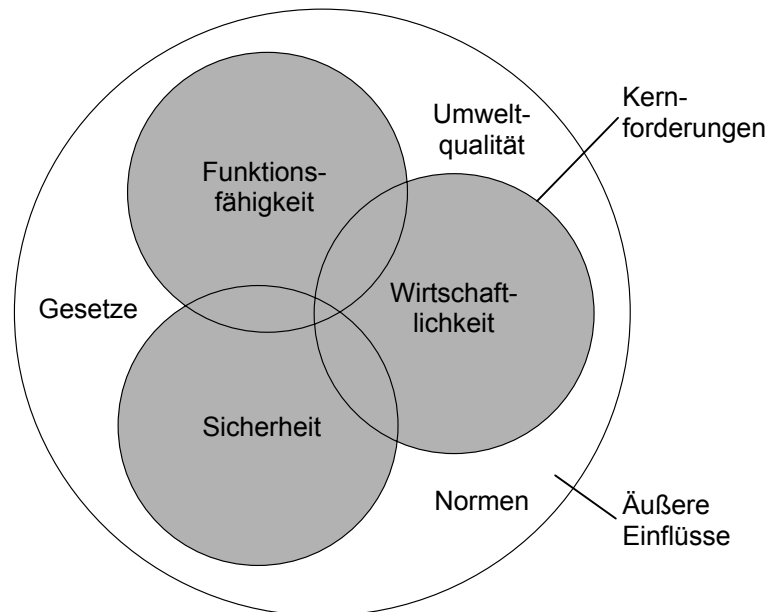 Umwelt-
qualität
Kern-
forderungen
Funktions-
fähigkeit
Gesetze
Wirtschaft-
lichkeit
Sicherheit
Normen
Äußere
Einflüsse